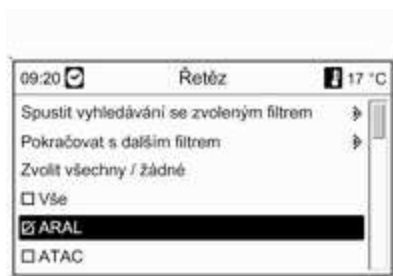 09:20 Řetěz 17 °C
Spustit vyhledávání se zvoleným filtrem
Pokračovat s dalším filtrem
Zvolit všechny / žádné
Vše
ARAL
ATAC